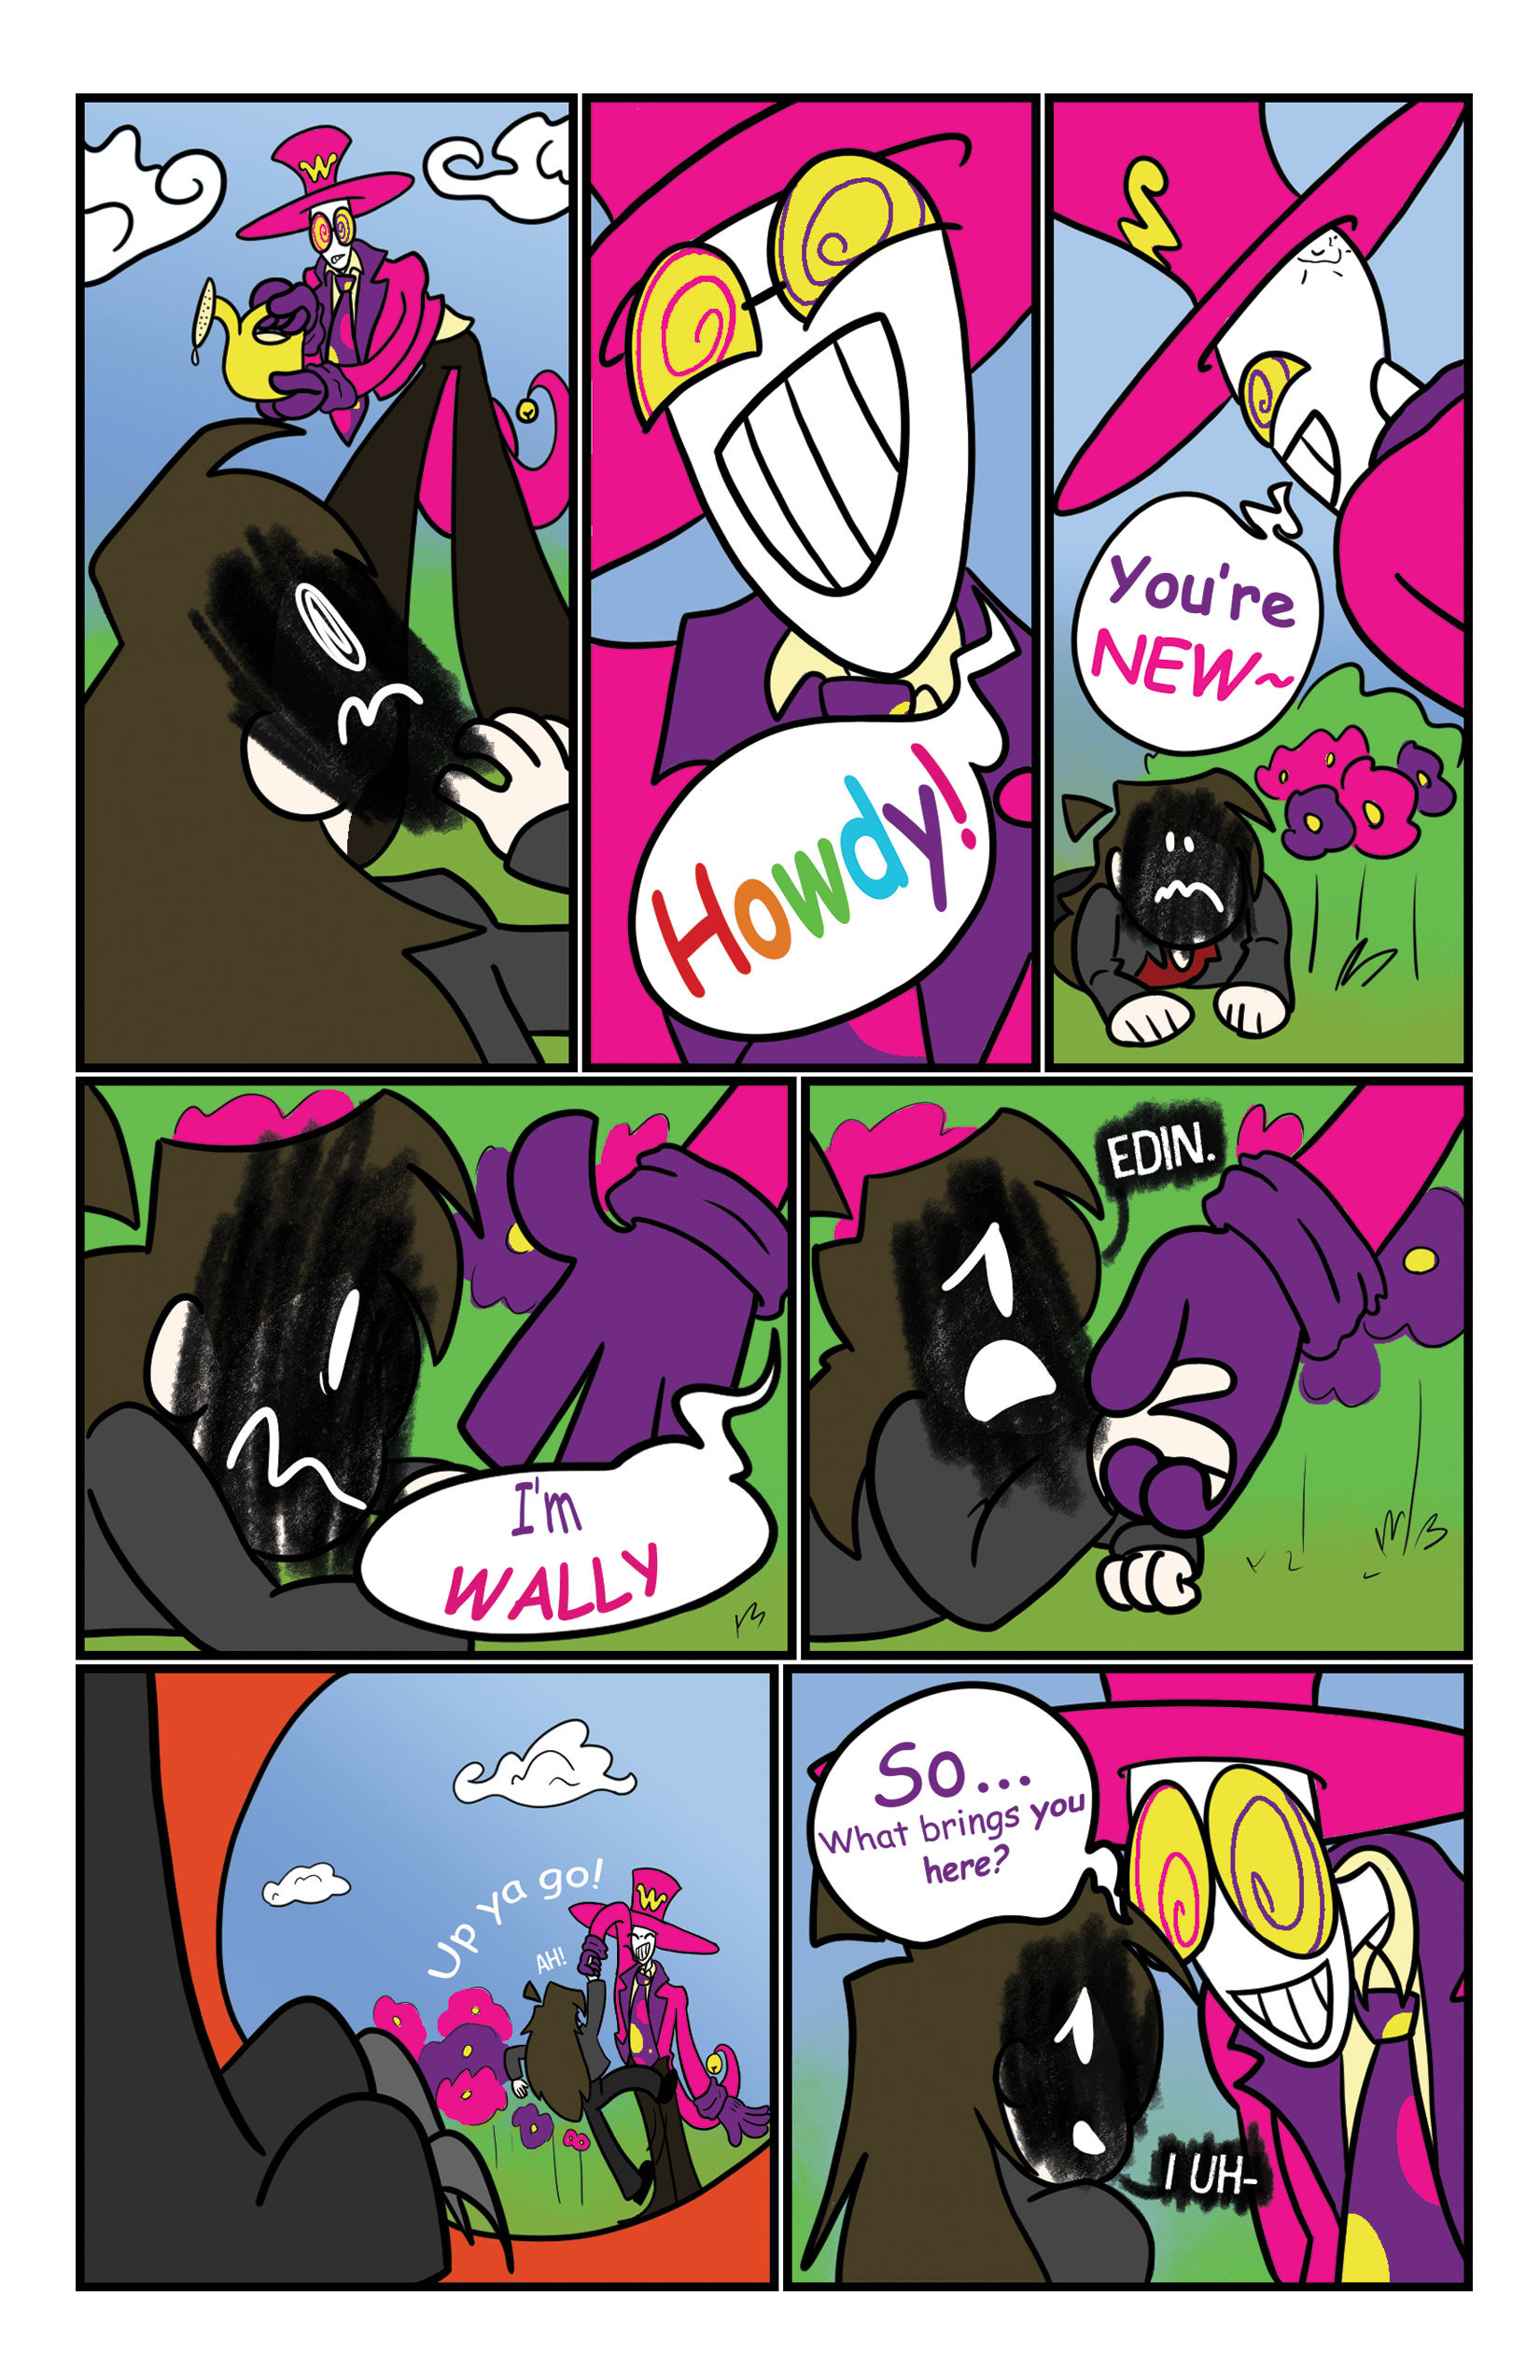 W
Howdy!
You're
NEW~
I'm
WALLY
EDIN.
Up ya go!
AH!
W
So...
What brings you
here?
I UH-